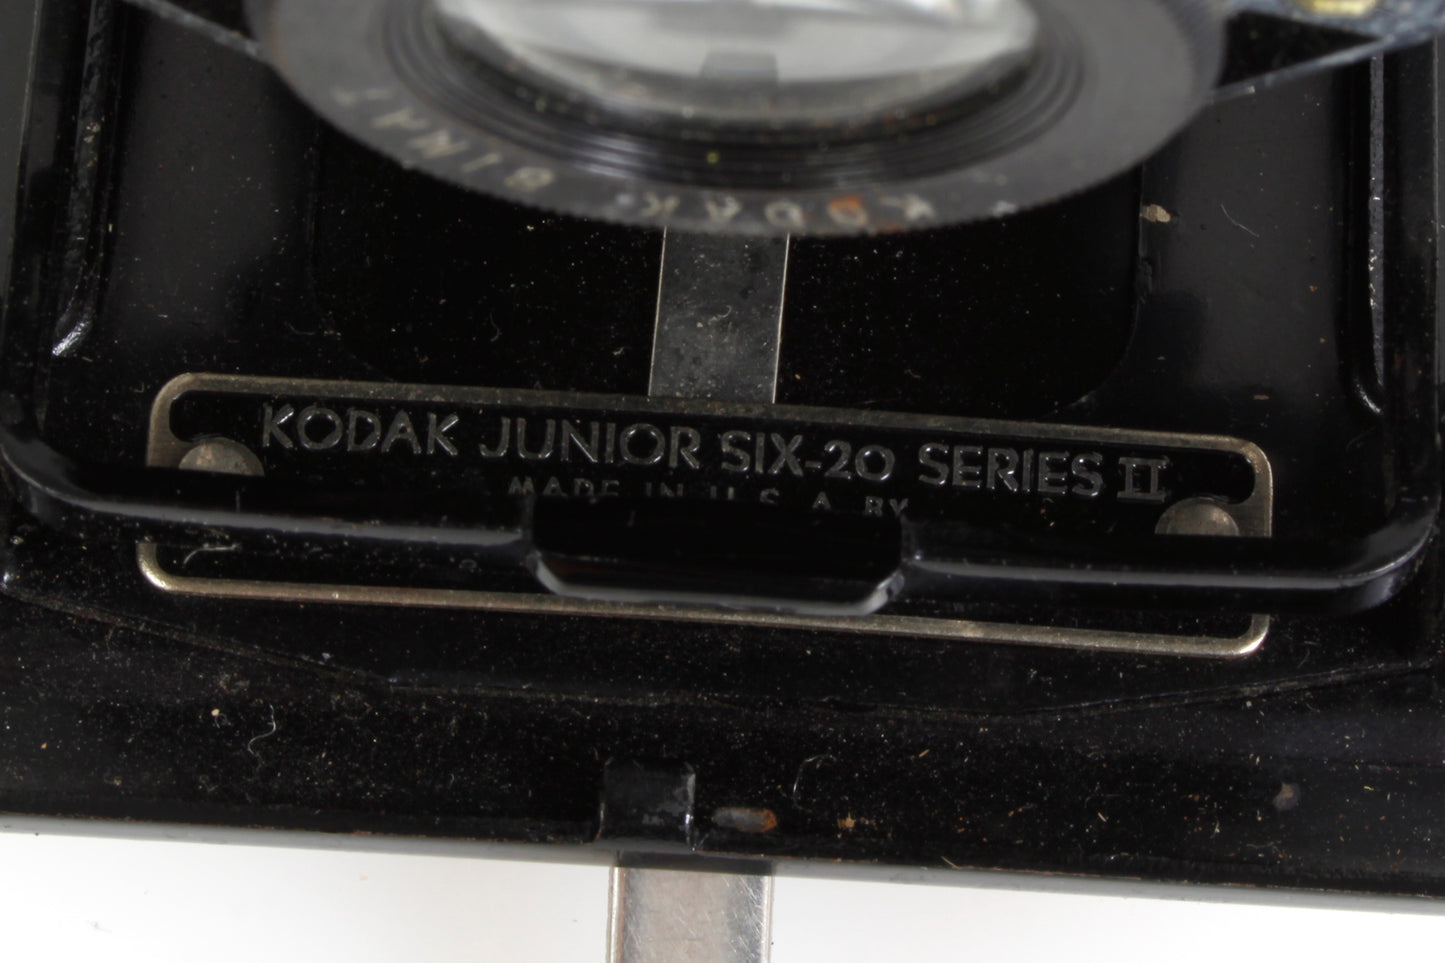 KODAK BIMAT
KODAK JUNIOR SIX-20 SERIES II
MADE IN U.S.A. BY